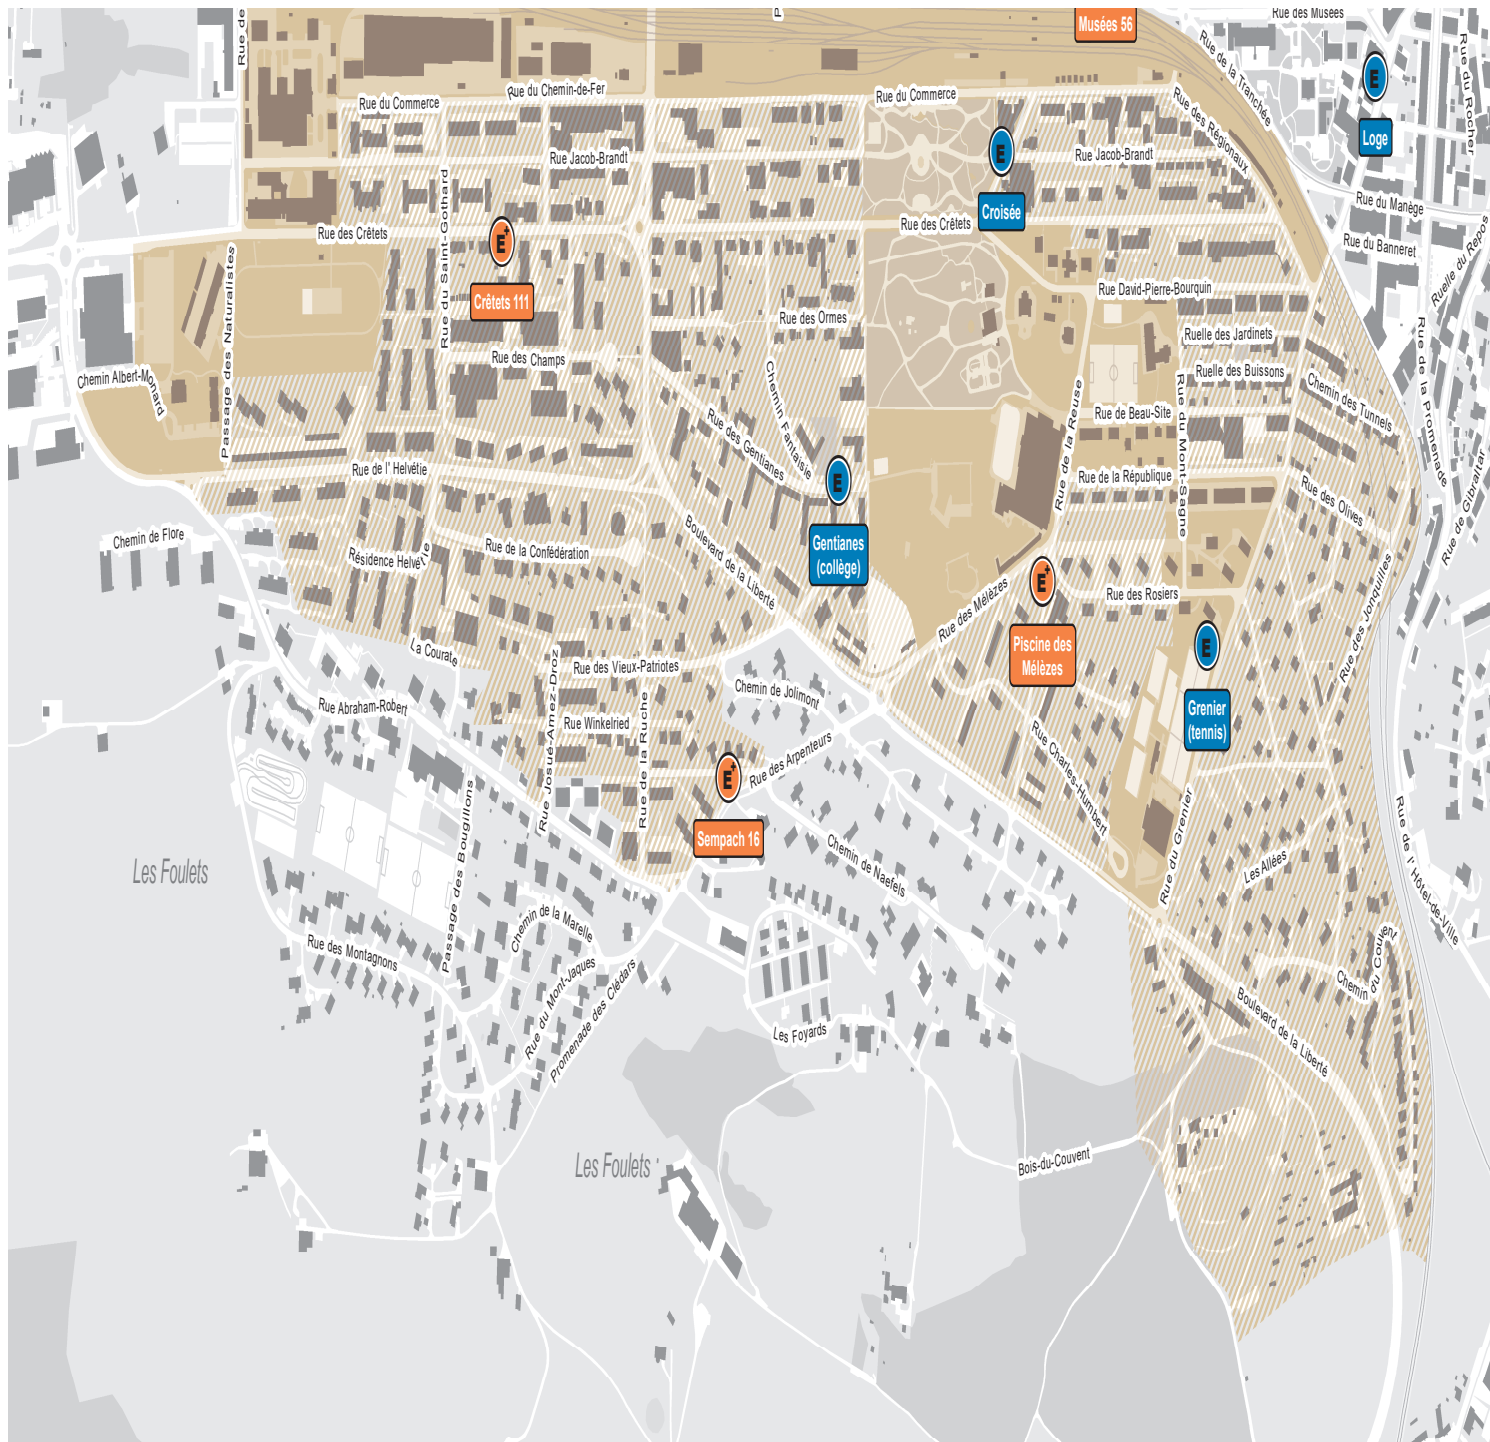 Rue de
P
Musées 56
Rue des Musées
Rue de la Tranchée
Rue du Rocher
E
Loge
Rue du Chemin-de-Fer
Rue du Commerce
Rue du Commerce
Rue des Régionaux
Rue Jacob-Brandt
E
Rue Jacob-Brandt
Croisée
Rue du Manège
Rue du Banneret
Ruelle du Repos
Rue des Crêtets
Rue des Crêtets
Rue du Saint-Gothard
E+
Crêtets 111
Passage des Naturalistes
Rue David-Pierre-Bourquin
Rue des Ormes
Ruelle des Jardinets
Rue des Champs
Ruelle des Buissons
Chemin Albert-Monard
Chemin Fantaisie
Rue de la Reuse
Rue du Mont-Sagne
Chemin des Tunnels
Rue de la Promenade
Rue des Gentianes
Rue de Beau-Site
Rue de l' Helvétie
Rue de la République
Rue des Olives
Rue de Gibraltar
E
Gentianes
(collège)
Chemin de Flore
Résidence Helvétie
Rue de la Confédération
Boulevard de la Liberté
Rue des Mélèzes
E+
Piscine des
Mélèzes
Rue des Rosiers
Rue des Jonquilles
E
Grenier
(tennis)
La Courate
Rue des Vieux-Patriotes
Rue Josué-Amez-Droz
Chemin de Jolimont
Rue Abraham-Robert
Rue Winkelried
Rue de la Ruche
Rue des Arpenteurs
E+
Sempach 16
Rue Charles-Humbert
Rue du Grenier
Rue de l' Hôtel-de-Ville
Passage des Bougillons
Chemin de Naefels
Les Allées
Les Foulets
Chemin de la Marelle
Rue des Montagnons
Rue du Mont-Jaques
Promenade des Clédars
Chemin du Couvent
Boulevard de la Liberté
Les Foyards
Les Foulets
Bois-du-Couvent